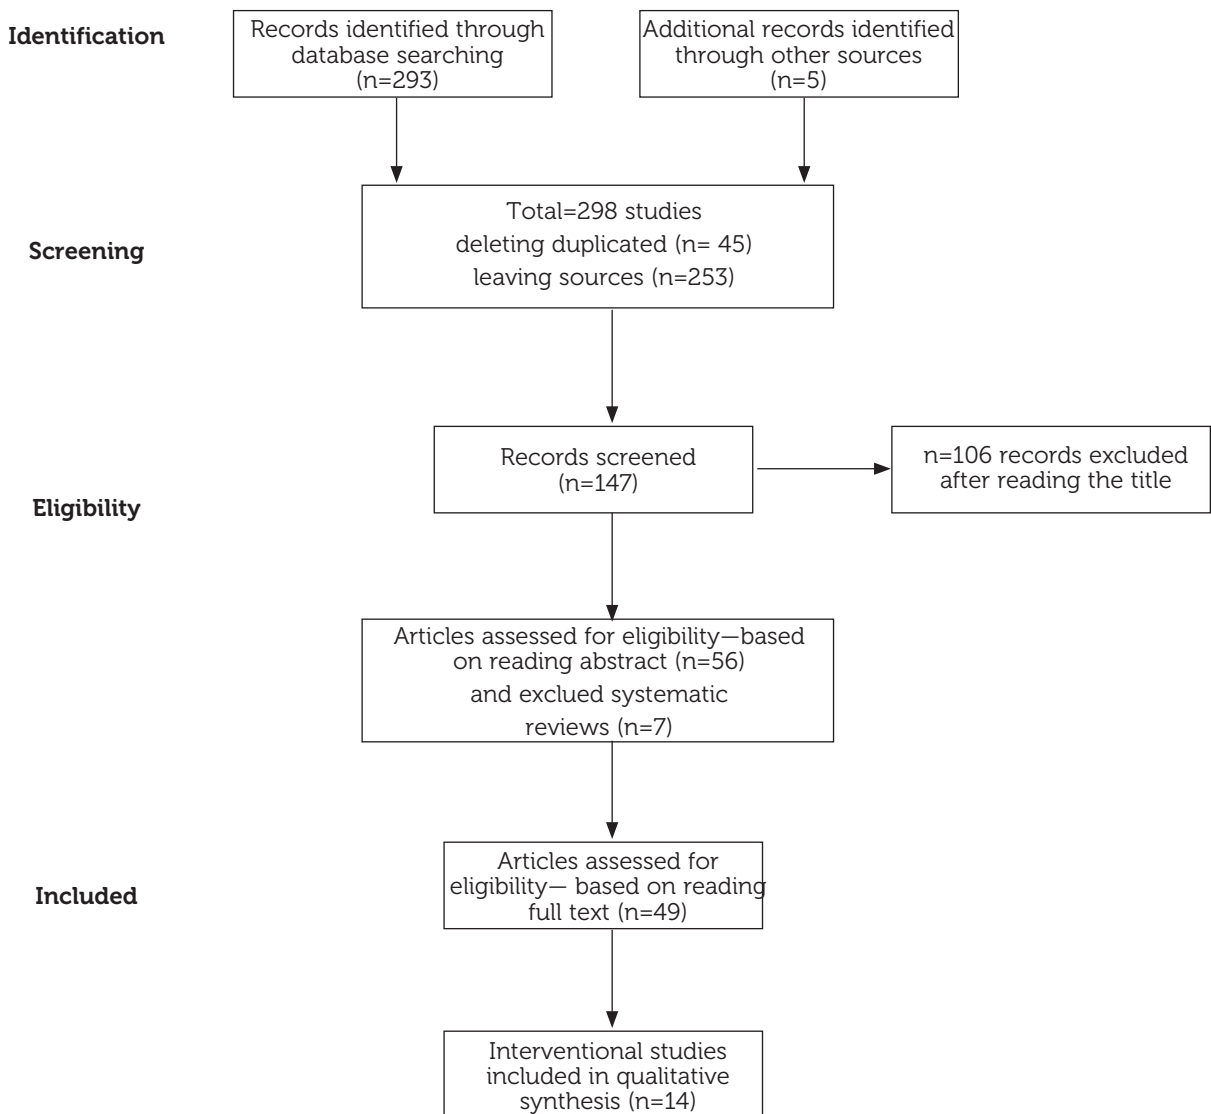 Identification
Records identified through
database searching
(n=293)
Additional records identified
through other sources
(n=5)
Screening
Total=298 studies
deleting duplicated (n= 45)
leaving sources (n=253)
Records screened
(n=147)
n=106 records excluded
after reading the title
Eligibility
Articles assessed for eligibility—based
on reading abstract (n=56)
and exclued systematic
reviews (n=7)
Included
Articles assessed for
eligibility— based on reading
full text (n=49)
Interventional studies
included in qualitative
synthesis (n=14)